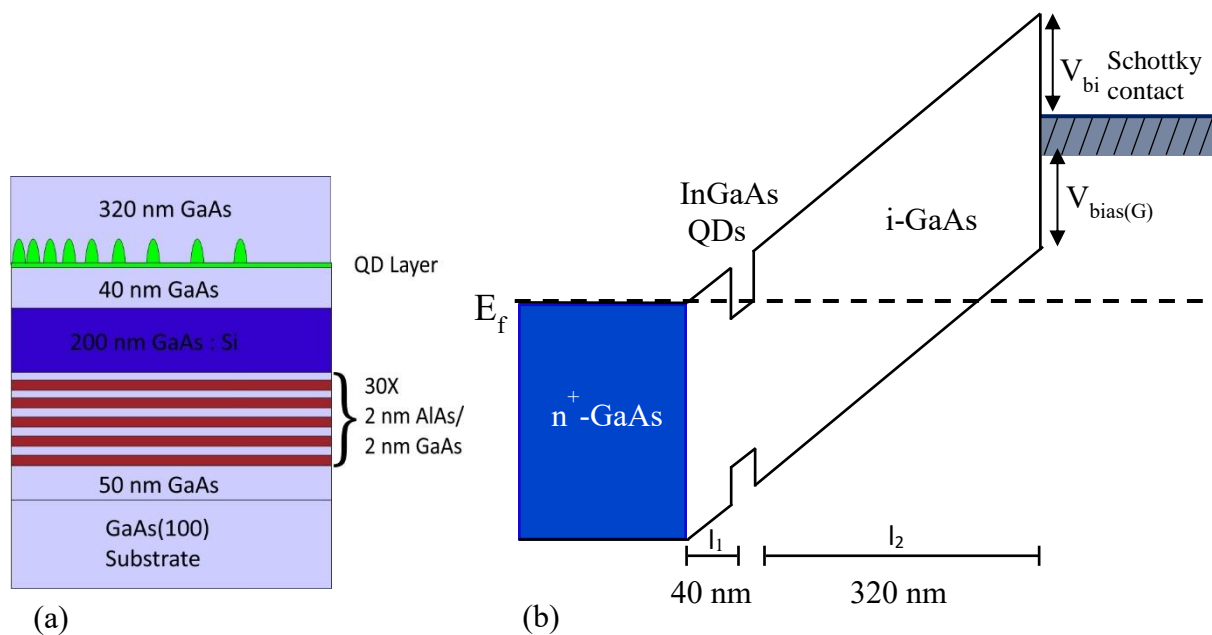 320 nm GaAs
QD Layer
40 nm GaAs
200 nm GaAs : Si
30X
2 nm AlAs/
2 nm GaAs
50 nm GaAs
GaAs(100)
Substrate
(a)
V_bi Schottky
contact
V_bias(G)
InGaAs
QDs
i-GaAs
E_f
n^+-GaAs
l₁
l₂
40 nm
320 nm
(b)